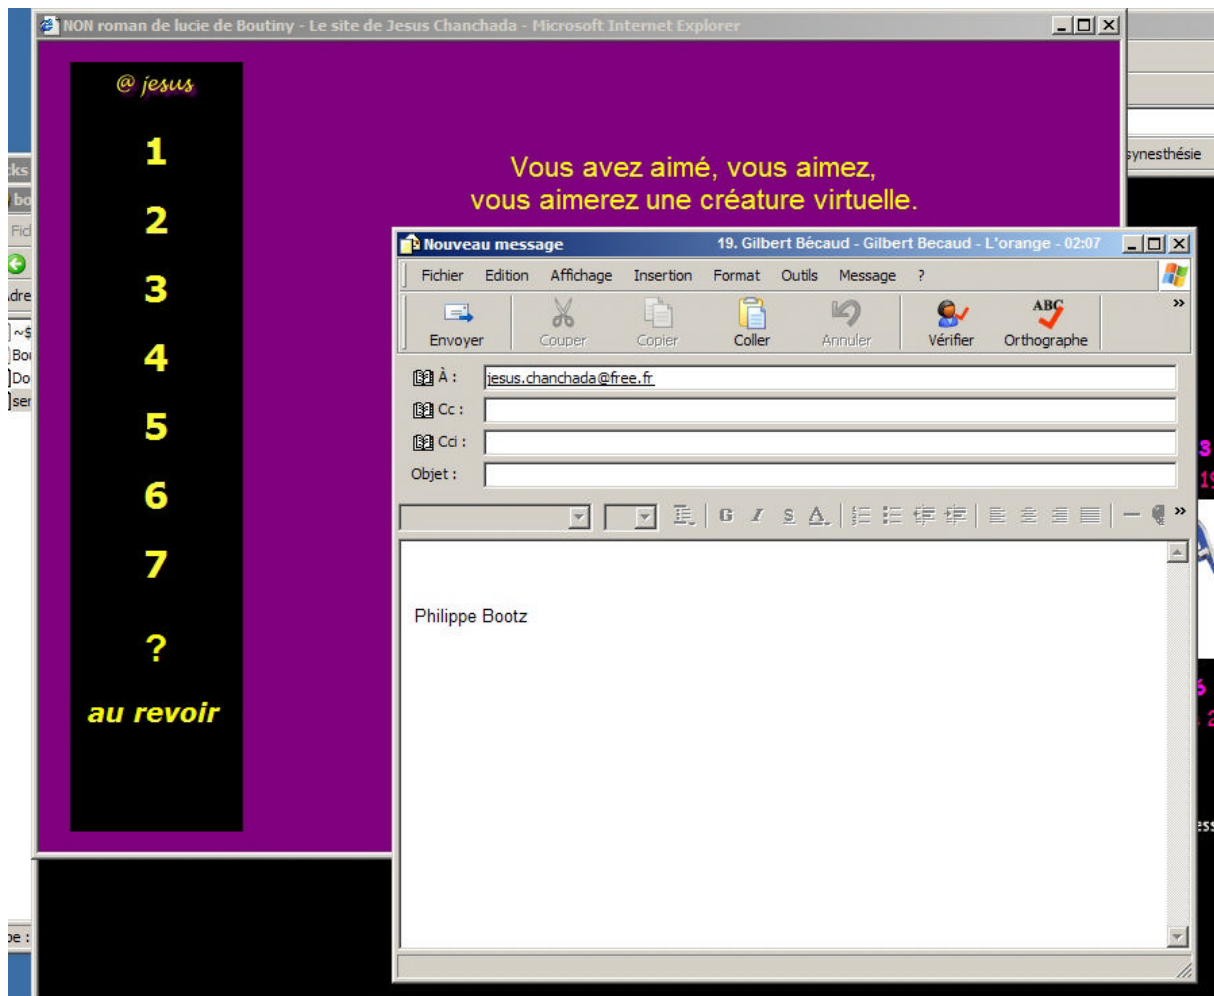 NON roman de lucie de Boutiny - Le site de Jesus Chanchada - Microsoft Internet Explorer
@ jesus
1
2
3
4
5
6
7
?
au revoir
Vous avez aimé, vous aimez,
vous aimerez une créature virtuelle.
synesthésie
Nouveau message 19. Gilbert Bécaud - Gilbert Becaud - L'orange - 02:07
Fichier Edition Affichage Insertion Format Outils Message ?
ABC »
Envoyer Couper Copier Coller Annuler Vérifier Orthographe
À : jesus.chanchada@free.fr
Cc :
Cci :
Objet :
G I S A »
Philippe Bootz